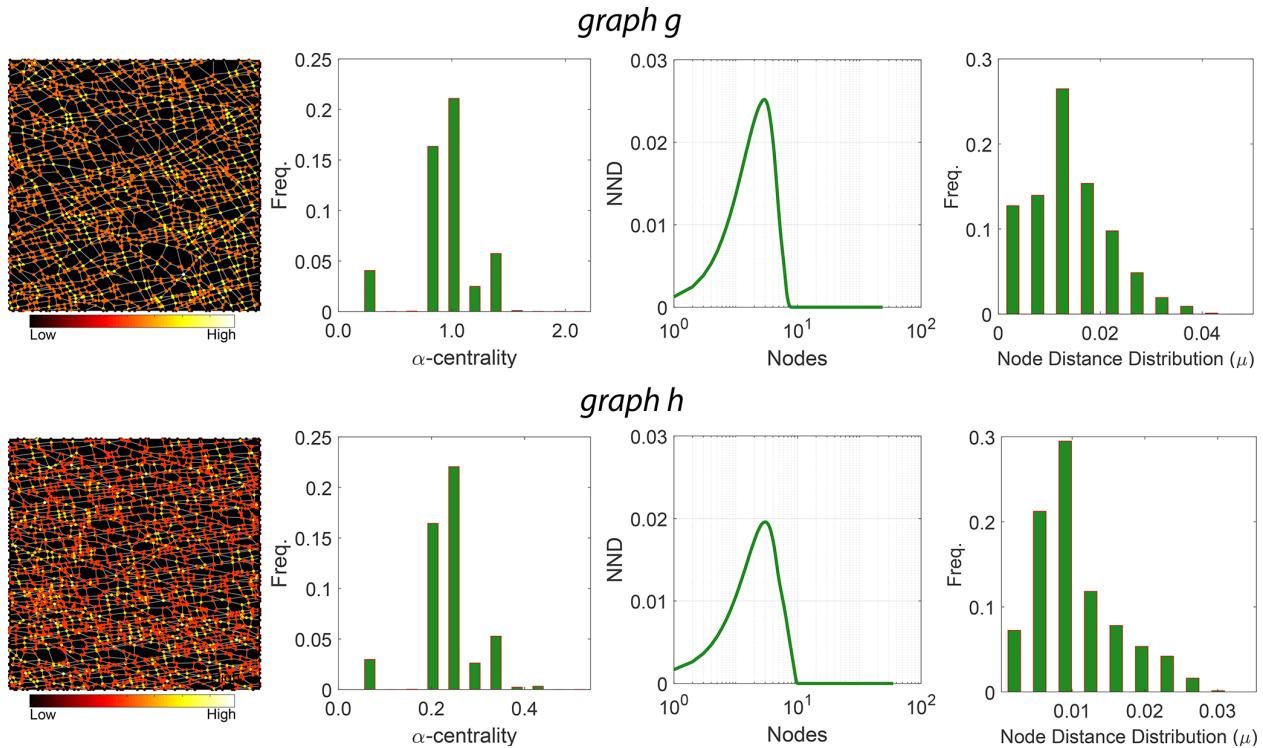 graph g
0.25
0.2
0.15
0.1
0.05
0
Freq.
0.0 1.0 2.0
α-centrality
0.03
0.02
0.01
0
NND
10^0 10^1 10^2
Nodes
0.3
0.2
0.1
0
Freq.
0 0.02 0.04
Node Distance Distribution (μ)
Low High
graph h
0.25
0.2
0.15
0.1
0.05
0
Freq.
0.0 0.2 0.4
α-centrality
0.03
0.02
0.01
0
NND
10^0 10^1 10^2
Nodes
0.3
0.2
0.1
0
Freq.
0.01 0.02 0.03
Node Distance Distribution (μ)
Low High